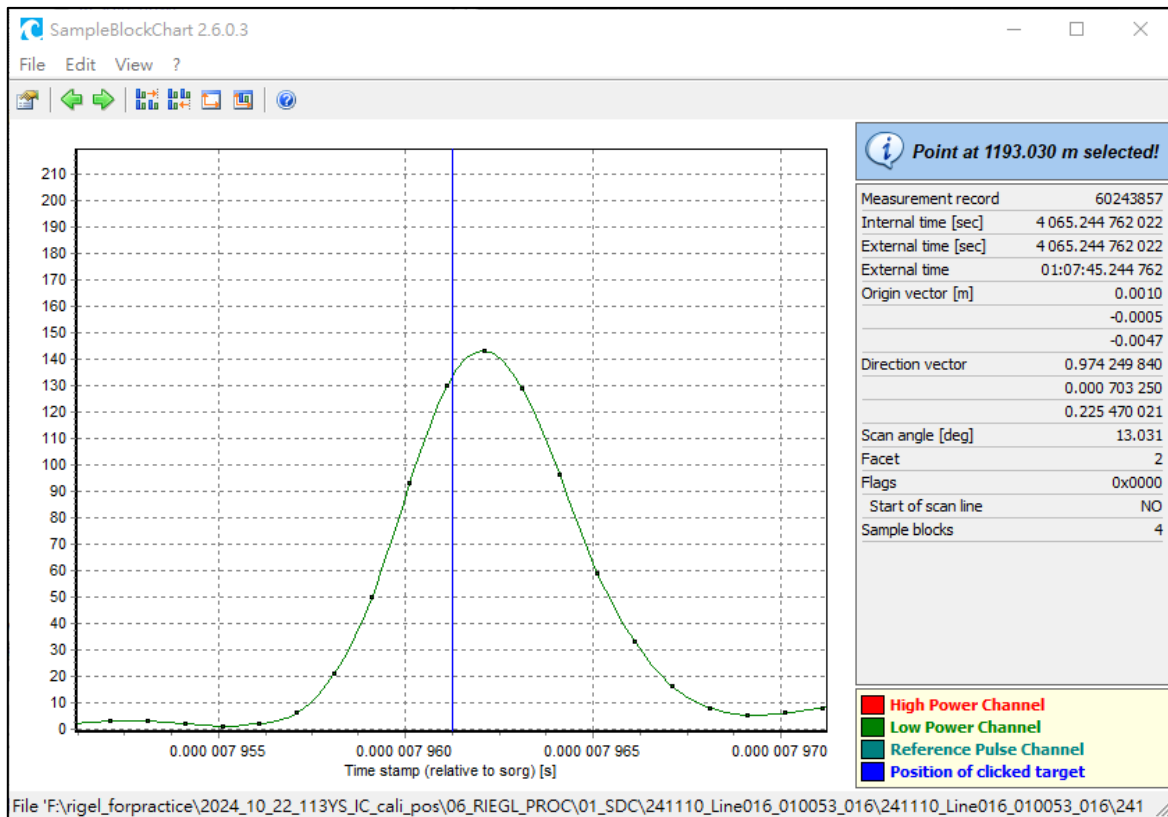 SampleBlockChart 2.6.0.3
File Edit View ?
Point at 1193.030 m selected!
210
200
190
180
170
160
150
140
130
120
110
100
90
80
70
60
50
40
30
20
10
0
0.000 007 955 0.000 007 960 0.000 007 965 0.000 007 970
Time stamp (relative to sorg) [s]
Measurement record 60243857
Internal time [sec] 4 065.244 762 022
External time [sec] 4 065.244 762 022
External time 01:07:45.244 762
Origin vector [m] 0.0010
-0.0005
-0.0047
Direction vector 0.974 249 840
0.000 703 250
0.225 470 021
Scan angle [deg] 13.031
Facet 2
Flags 0x0000
Start of scan line NO
Sample blocks 4
High Power Channel
Low Power Channel
Reference Pulse Channel
Position of clicked target
File 'F:\rigel_forpractice\2024_10_22_113YS_IC_cali_pos\06_RIEGL_PROC\01_SDC\241110_Line016_010053_016\241110_Line016_010053_016\241